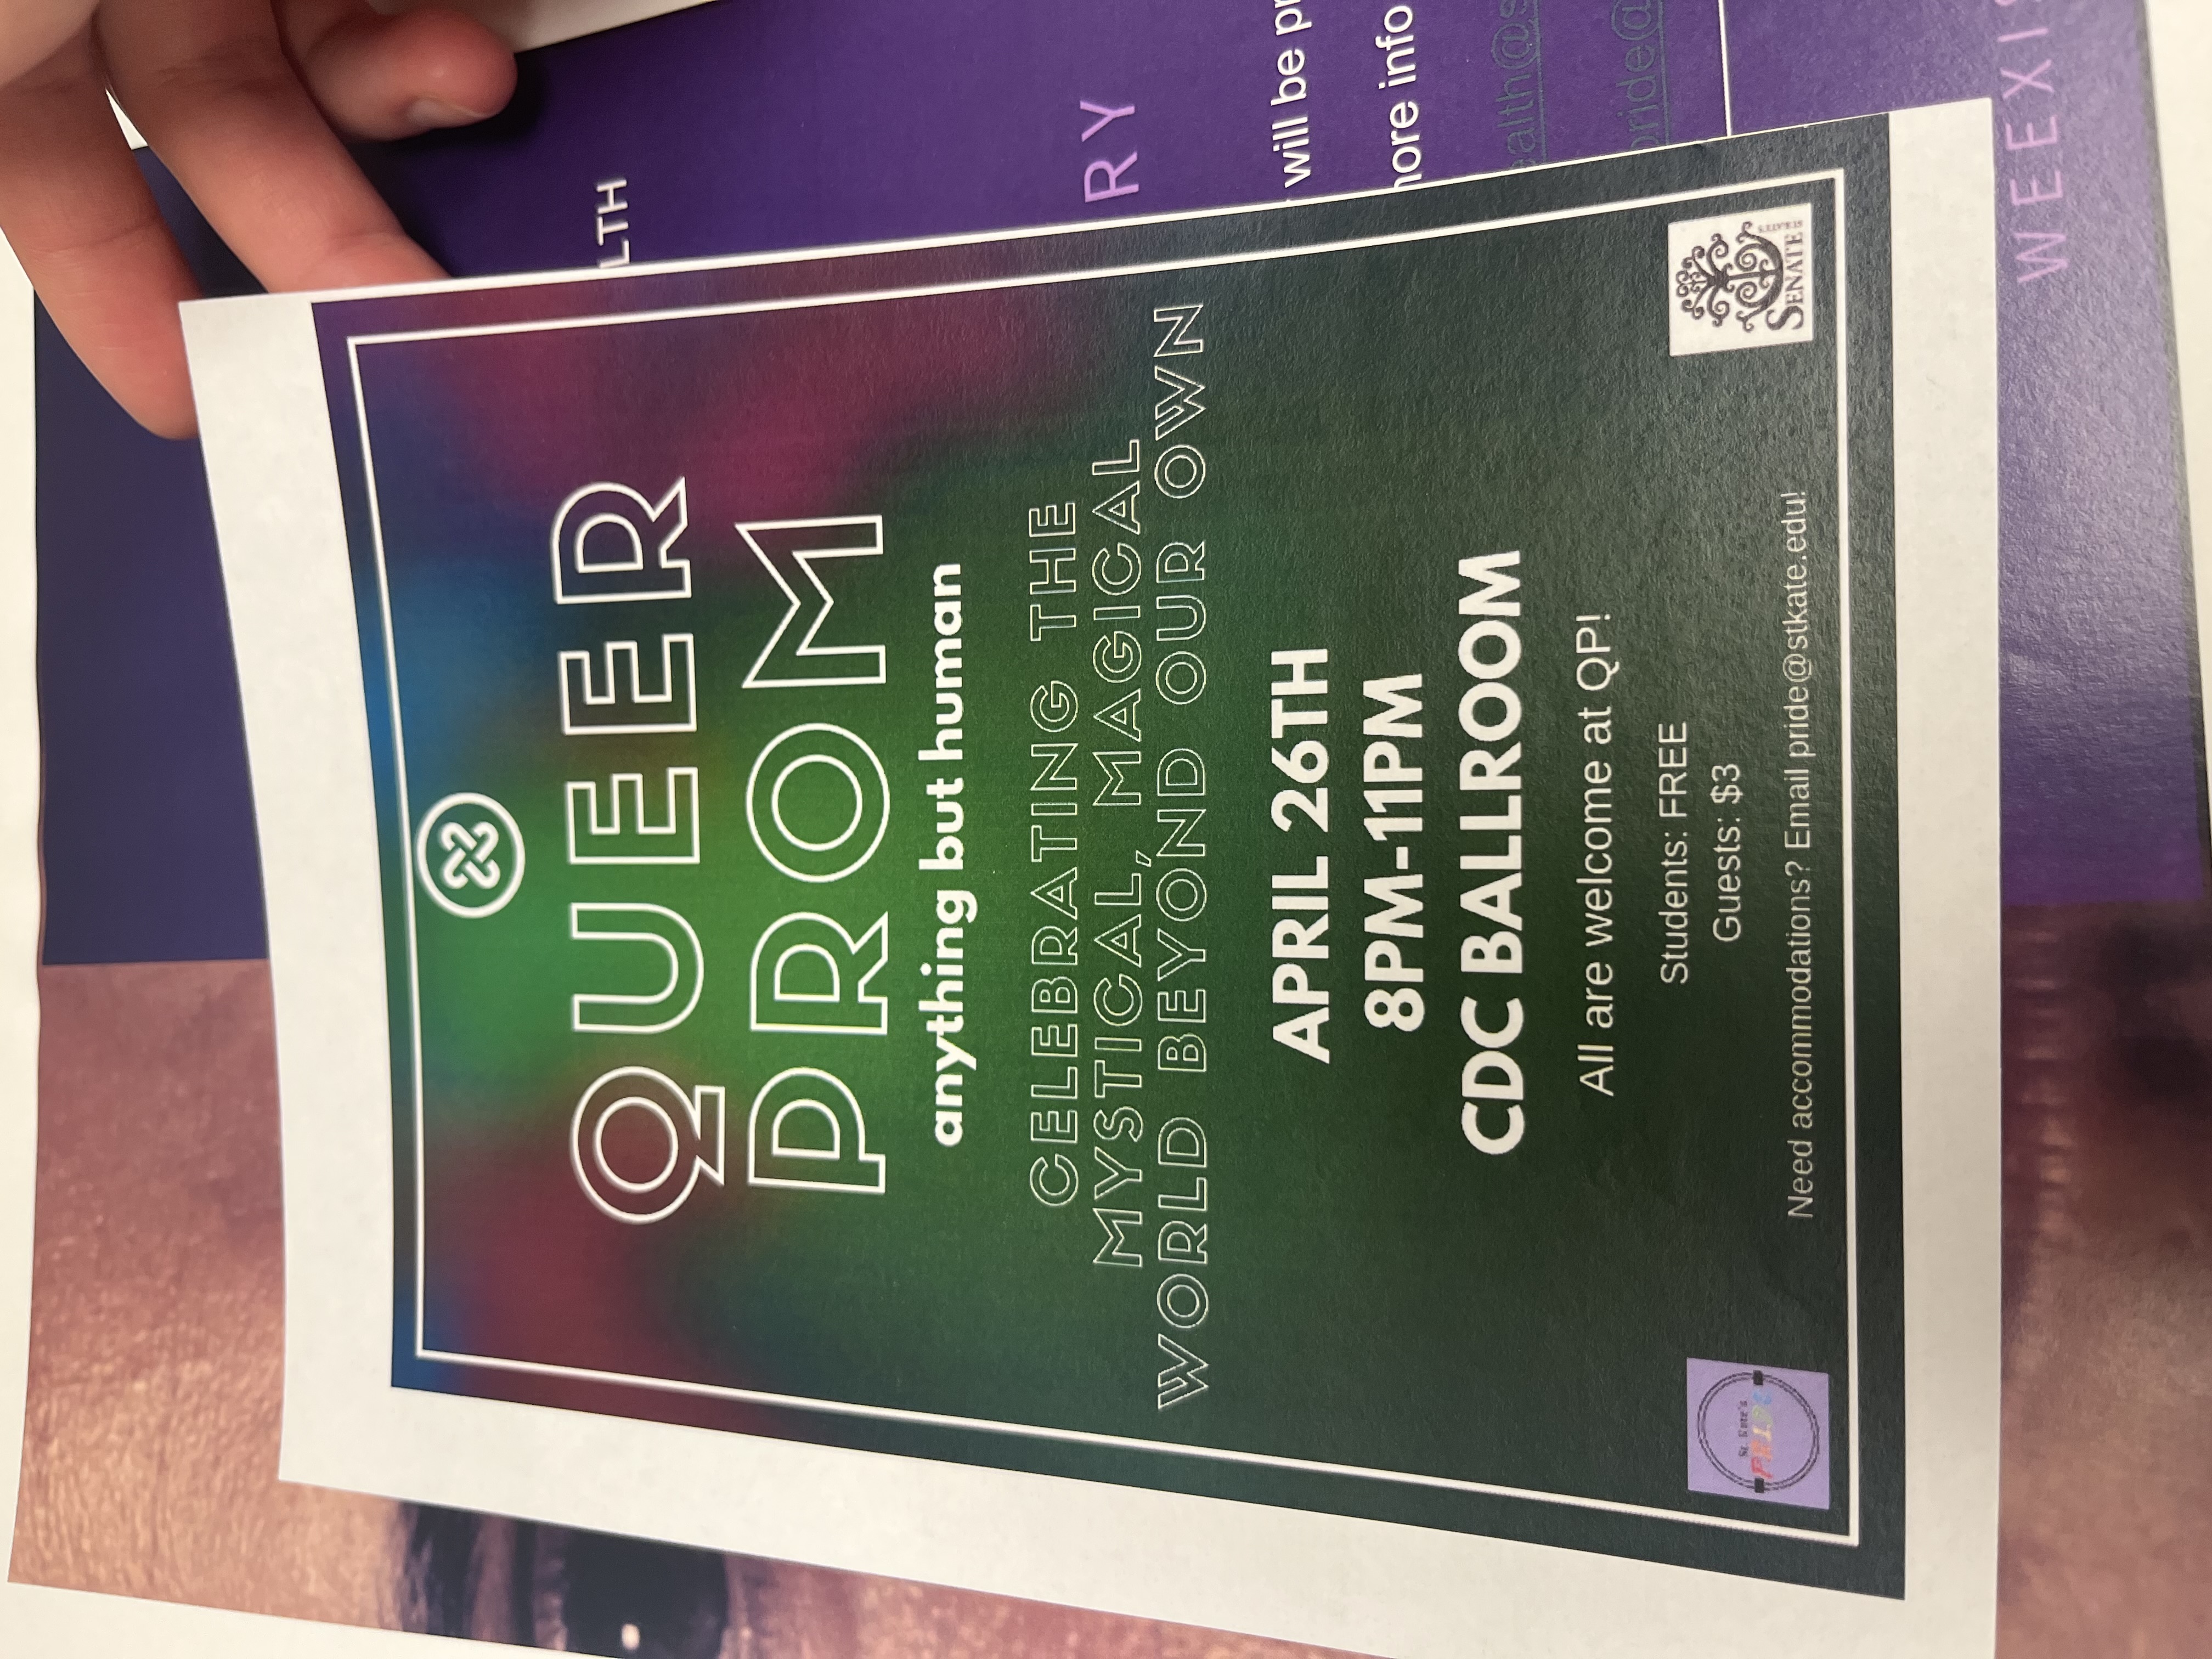 QUEER
PROM
anything but human
CELEBRATING THE
MYSTICAL, MAGICAL
WORLD BEYOND OUR OWN
APRIL 26TH
8PM-11PM
CDC BALLROOM
All are welcome at QP!
Students: FREE
Guests: $3
Need accommodations? Email pride@stkate.edu!
St. Kate's
PRIDE
SENATE
LTH
RY
will be
info
WEEXI